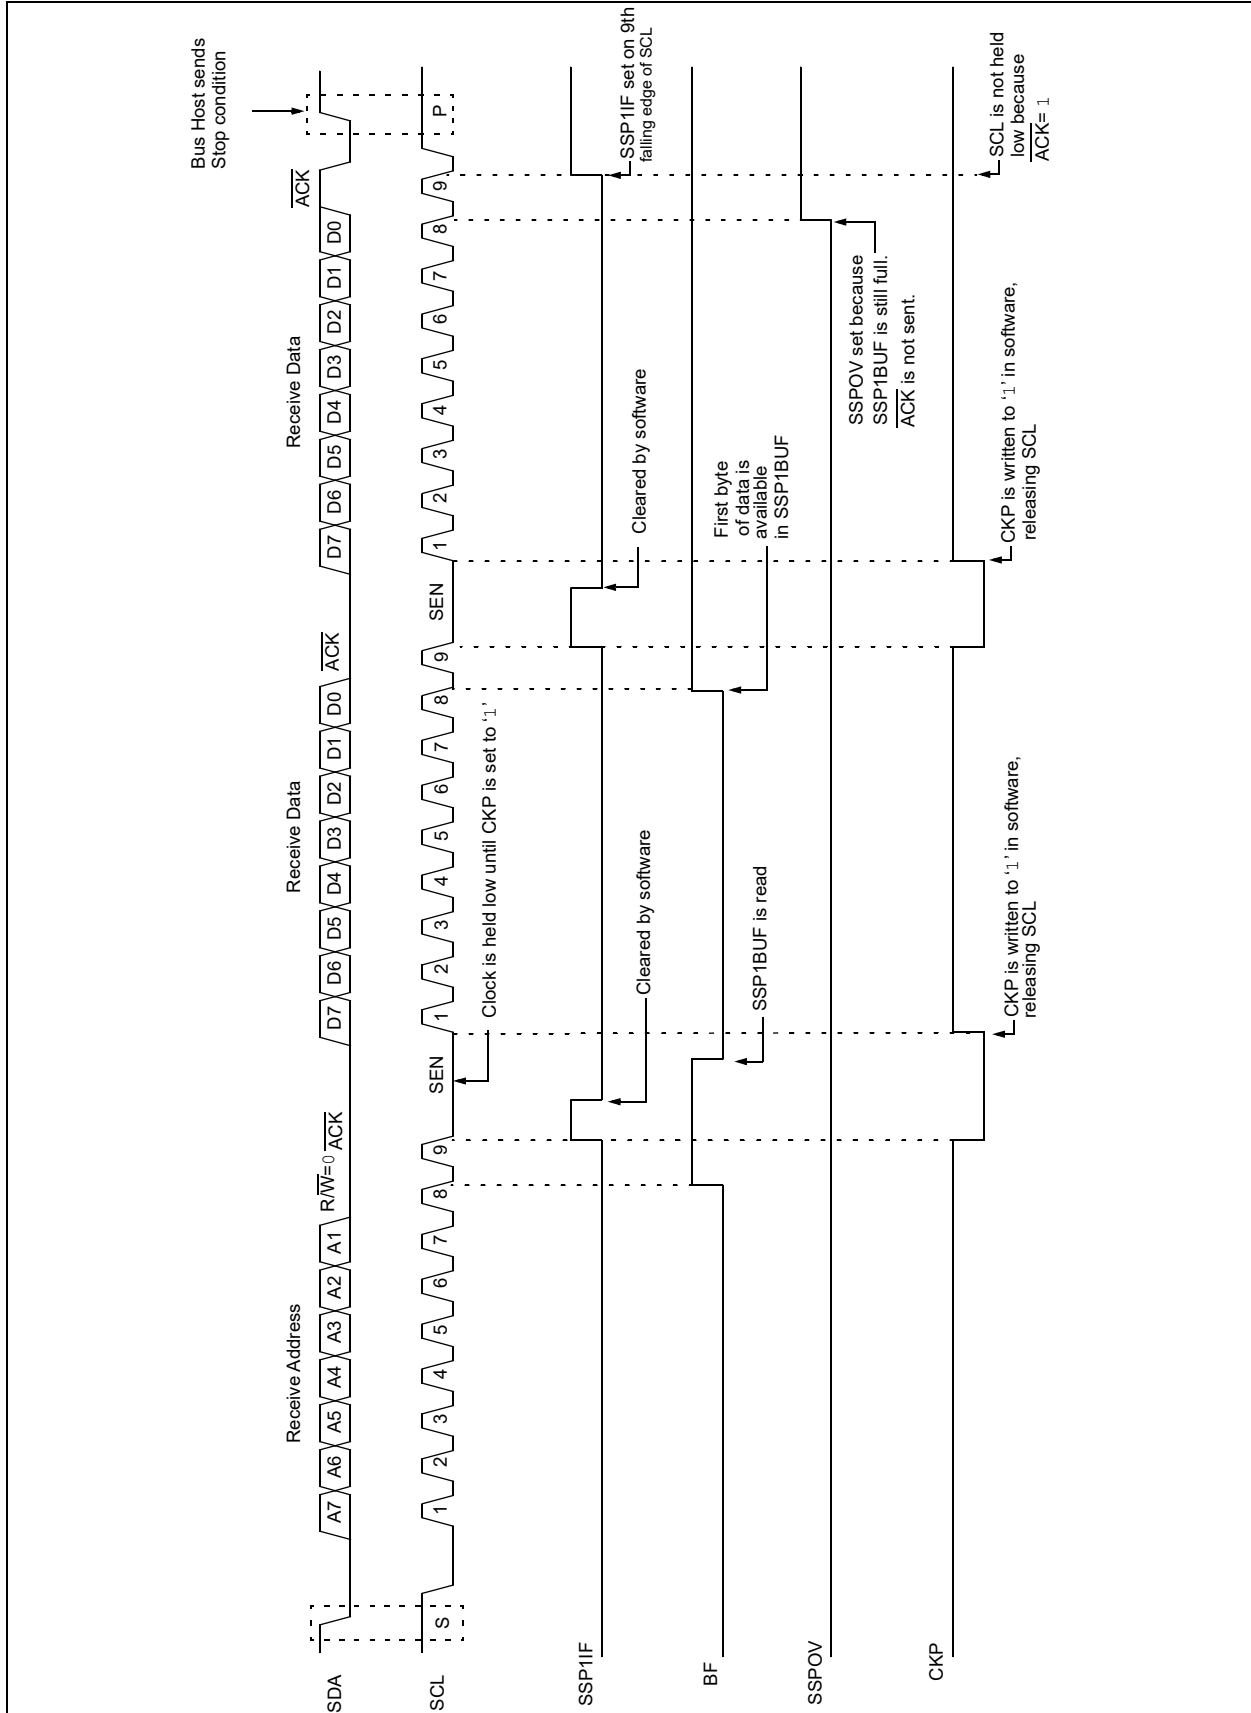 Bus Host sends
Stop condition
Receive Address
Receive Data
Receive Data
SDA
A7 A6 A5 A4 A3 A2 A1 R/W=0 ACK D7 D6 D5 D4 D3 D2 D1 D0 ACK D7 D6 D5 D4 D3 D2 D1 D0 ACK
SCL
S 1 2 3 4 5 6 7 8 9 SEN 1 2 3 4 5 6 7 8 9 SEN 1 2 3 4 5 6 7 8 9 P
Clock is held low until CKP is set to ‘1’
SSP1IF
Cleared by software
Cleared by software
SSP1IF set on 9th
falling edge of SCL
BF
SSP1BUF is read
First byte
of data is
available
in SSP1BUF
SSPOV
SSPOV set because
SSP1BUF is still full.
ACK is not sent.
CKP
CKP is written to ‘1’ in software,
releasing SCL
CKP is written to ‘1’ in software,
releasing SCL
SCL is not held
low because
ACK= 1